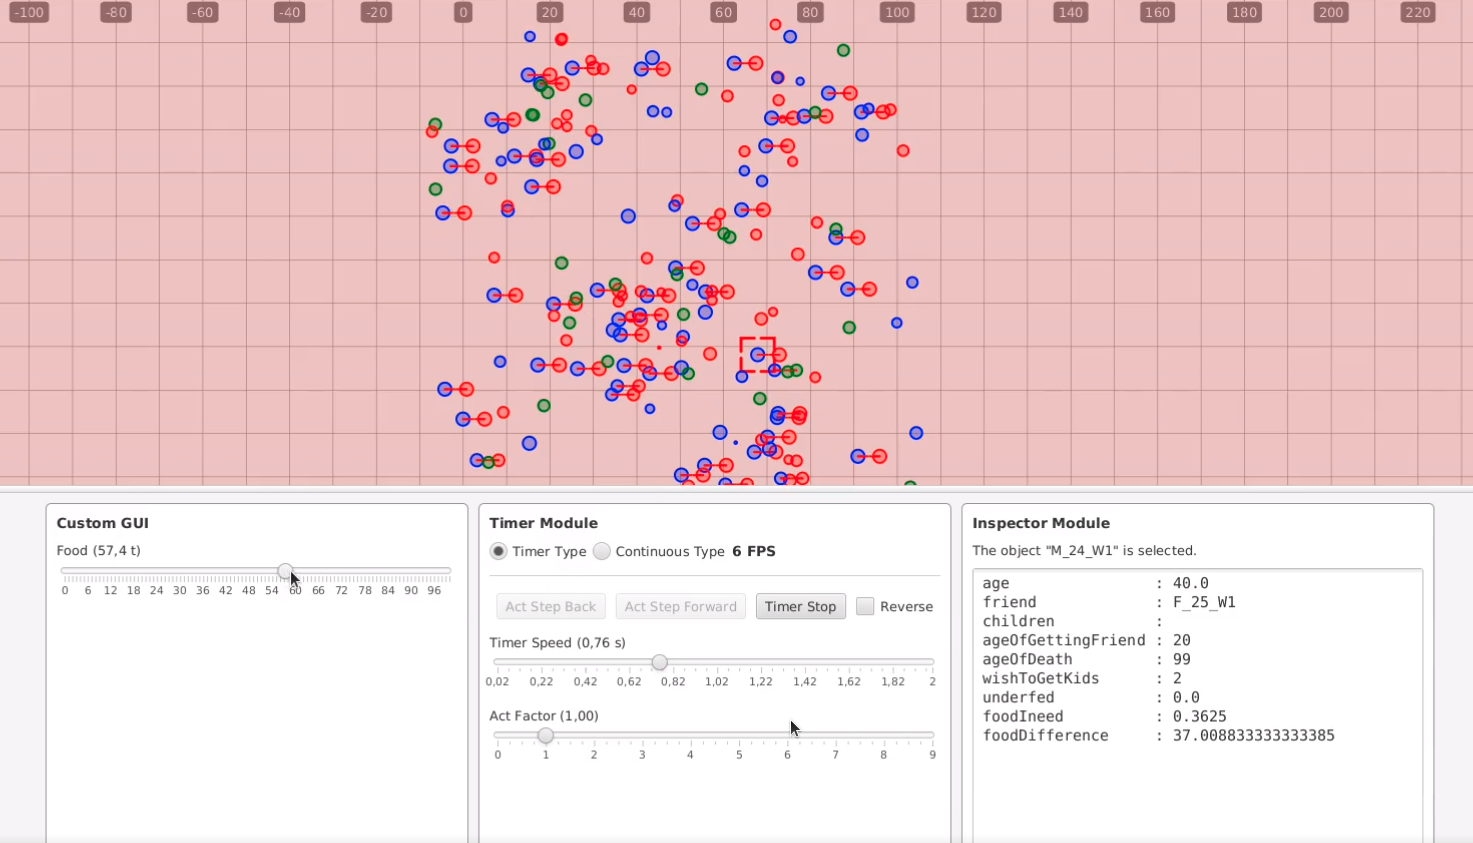 -100 -80 -60 -40 -20 0 20 40 60 80 100 120 140 160 180 200 220
Custom GUI
Food (57,4 t)
0 6 12 18 24 30 36 42 48 54 60 66 72 78 84 90 96
Timer Module
Timer Type Continuous Type 6 FPS
Act Step Back Act Step Forward Timer Stop Reverse
Timer Speed (0,76 s)
0,02 0,22 0,42 0,62 0,82 1,02 1,22 1,42 1,62 1,82 2
Act Factor (1,00)
0 1 2 3 4 5 6 7 8 9
Inspector Module
The object "M_24_W1" is selected.
age : 40.0
friend : F_25_W1
children :
ageOfGettingFriend : 20
ageOfDeath : 99
wishToGetKids : 2
underfed : 0.0
foodIneed : 0.3625
foodDifference : 37.008833333333385